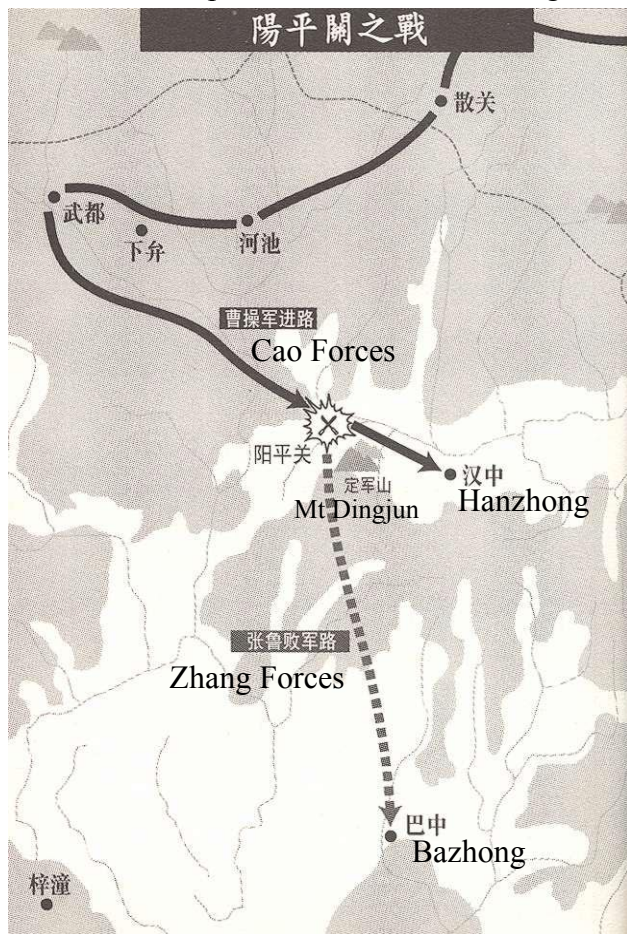 陽平關之戰
散关
武都
下弁
河池
曹操军进路
Cao Forces
阳平关
定军山
Mt Dingjun
汉中
Hanzhong
张鲁败军路
Zhang Forces
巴中
Bazhong
梓潼